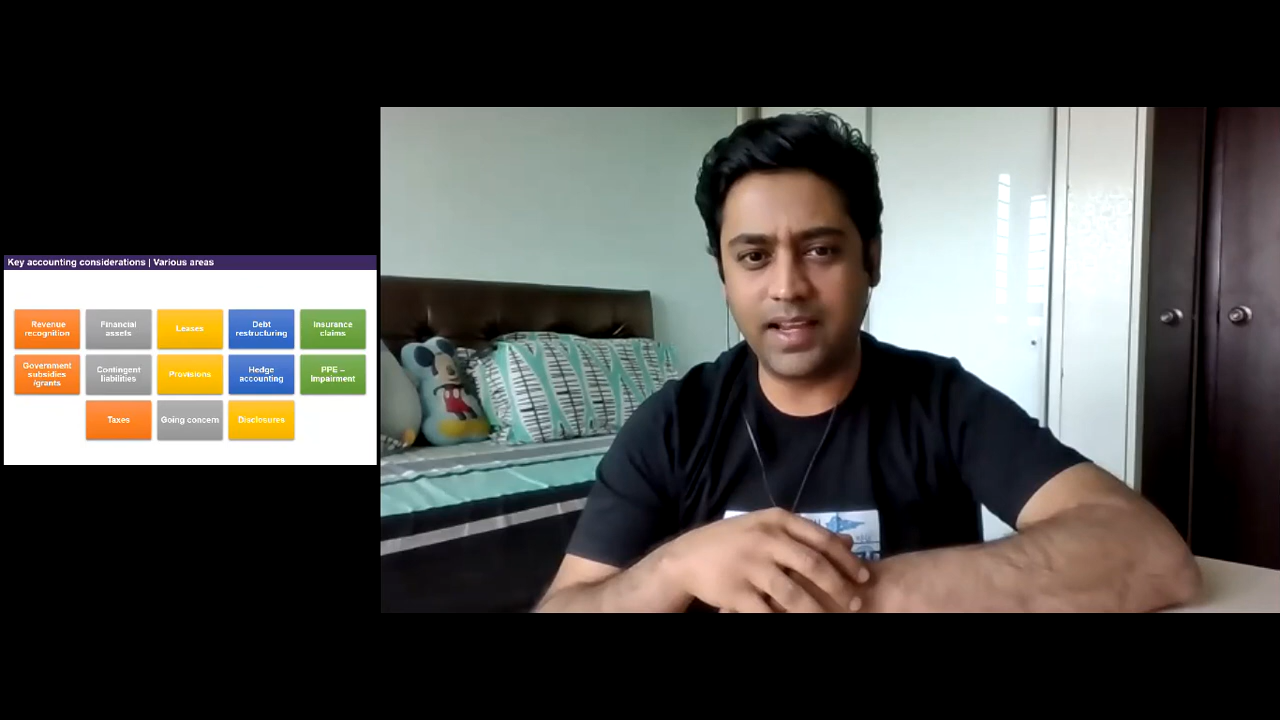 Key accounting considerations | Various areas
Revenue
recognition
Financial
assets
Leases
Debt
restructuring
Insurance
claims
Government
subsidies
/grants
Contingent
liabilities
Provisions
Hedge
accounting
PPE –
Impairment
Taxes
Going concern
Disclosures